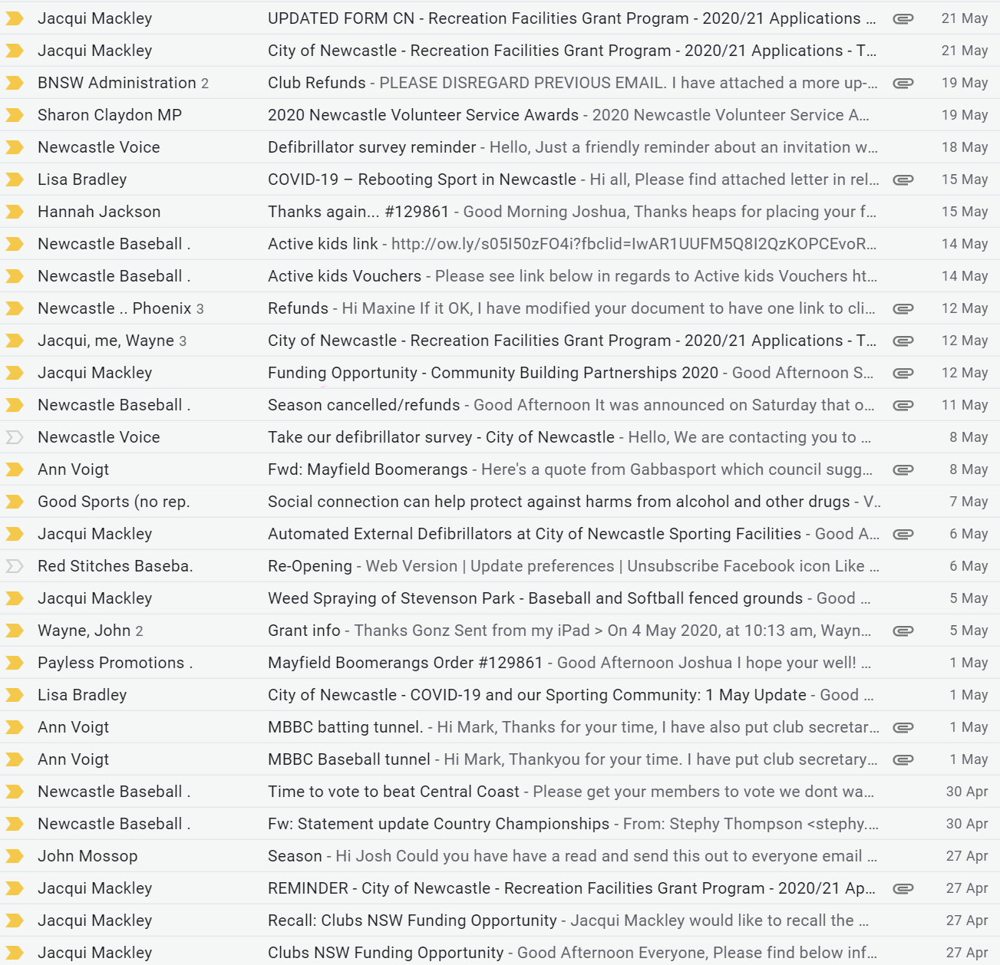 Jacqui Mackley UPDATED FORM CN - Recreation Facilities Grant Program - 2020/21 Applications ... 21 May
Jacqui Mackley City of Newcastle - Recreation Facilities Grant Program - 2020/21 Applications - T... 21 May
BNSW Administration 2 Club Refunds - PLEASE DISREGARD PREVIOUS EMAIL. I have attached a more up-... 19 May
Sharon Claydon MP 2020 Newcastle Volunteer Service Awards - 2020 Newcastle Volunteer Service A... 19 May
Newcastle Voice Defibrillator survey reminder - Hello, Just a friendly reminder about an invitation w... 18 May
Lisa Bradley COVID-19 – Rebooting Sport in Newcastle - Hi all, Please find attached letter in rel... 15 May
Hannah Jackson Thanks again... #129861 - Good Morning Joshua, Thanks heaps for placing your f... 15 May
Newcastle Baseball . Active kids link - http://ow.ly/s05I50zFO4i?fbclid=IwAR1UUFM5Q8I2QzKOPCEvoR... 14 May
Newcastle Baseball . Active kids Vouchers - Please see link below in regards to Active kids Vouchers ht... 14 May
Newcastle .. Phoenix 3 Refunds - Hi Maxine If it OK, I have modified your document to have one link to cli... 12 May
Jacqui, me, Wayne 3 City of Newcastle - Recreation Facilities Grant Program - 2020/21 Applications - T... 12 May
Jacqui Mackley Funding Opportunity - Community Building Partnerships 2020 - Good Afternoon S... 12 May
Newcastle Baseball . Season cancelled/refunds - Good Afternoon It was announced on Saturday that o... 11 May
Newcastle Voice Take our defibrillator survey - City of Newcastle - Hello, We are contacting you to ... 8 May
Ann Voigt Fwd: Mayfield Boomerangs - Here's a quote from Gabbasport which council sugg... 8 May
Good Sports (no rep. Social connection can help protect against harms from alcohol and other drugs - V.. 7 May
Jacqui Mackley Automated External Defibrillators at City of Newcastle Sporting Facilities - Good A... 6 May
Red Stitches Baseba. Re-Opening - Web Version | Update preferences | Unsubscribe Facebook icon Like ... 6 May
Jacqui Mackley Weed Spraying of Stevenson Park - Baseball and Softball fenced grounds - Good ... 5 May
Wayne, John 2 Grant info - Thanks Gonz Sent from my iPad > On 4 May 2020, at 10:13 am, Wayn... 5 May
Payless Promotions . Mayfield Boomerangs Order #129861 - Good Afternoon Joshua I hope your well! ... 1 May
Lisa Bradley City of Newcastle - COVID-19 and our Sporting Community: 1 May Update - Good ... 1 May
Ann Voigt MBBC batting tunnel. - Hi Mark, Thanks for your time, I have also put club secretar... 1 May
Ann Voigt MBBC Baseball tunnel - Hi Mark, Thankyou for your time. I have put club secretary... 1 May
Newcastle Baseball . Time to vote to beat Central Coast - Please get your members to vote we dont wa... 30 Apr
Newcastle Baseball . Fw: Statement update Country Championships - From: Stephy Thompson <stephy.... 30 Apr
John Mossop Season - Hi Josh Could you have have a read and send this out to everyone email ... 27 Apr
Jacqui Mackley REMINDER - City of Newcastle - Recreation Facilities Grant Program - 2020/21 Ap... 27 Apr
Jacqui Mackley Recall: Clubs NSW Funding Opportunity - Jacqui Mackley would like to recall the ... 27 Apr
Jacqui Mackley Clubs NSW Funding Opportunity - Good Afternoon Everyone, Please find below inf... 27 Apr